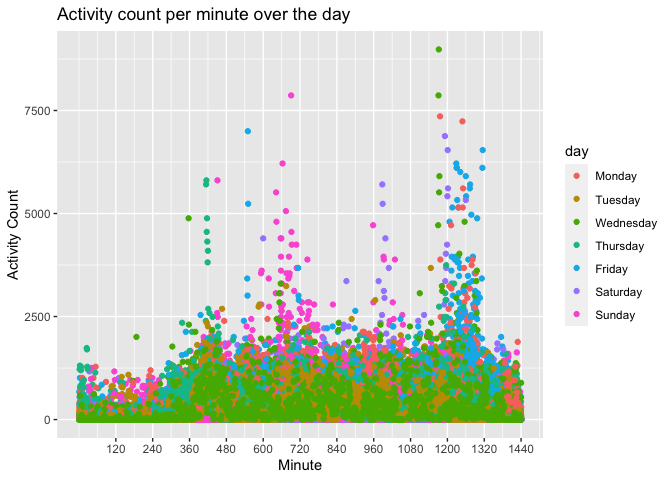 Activity count per minute over the day
Activity Count
7500
5000
2500
0
120 240 360 480 600 720 840 960 1080 1200 1320 1440
Minute
day
Monday
Tuesday
Wednesday
Thursday
Friday
Saturday
Sunday